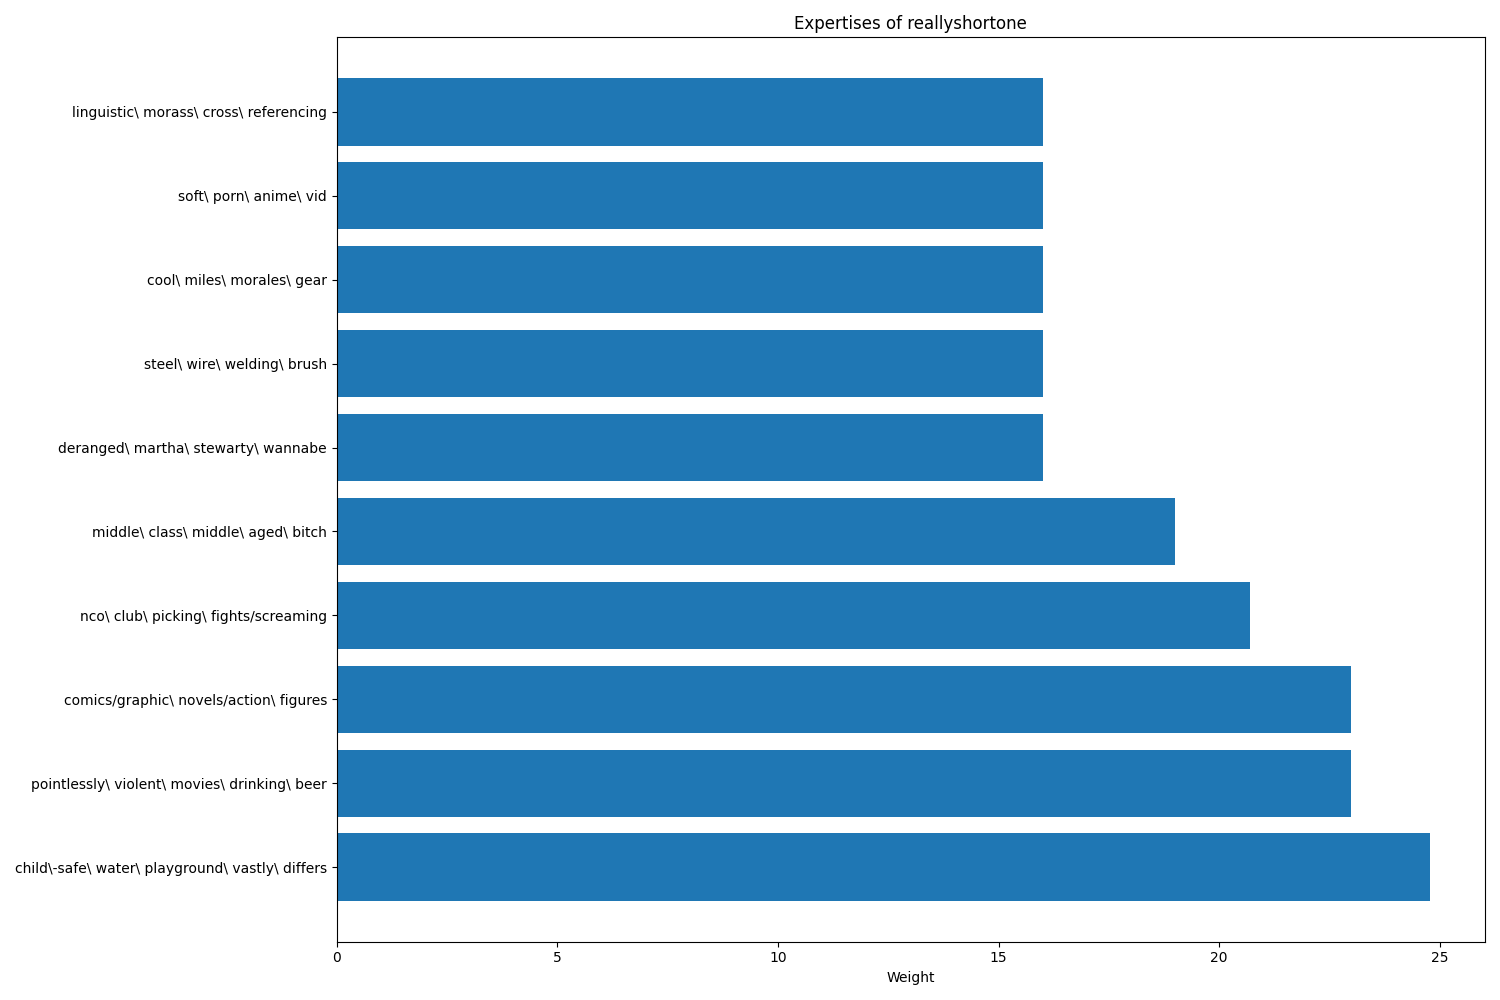 Expertises of reallyshortone
linguistic\ morass\ cross\ referencing
soft\ porn\ anime\ vid
cool\ miles\ morales\ gear
steel\ wire\ welding\ brush
deranged\ martha\ stewarty\ wannabe
middle\ class\ middle\ aged\ bitch
nco\ club\ picking\ fights/screaming
comics/graphic\ novels/action\ figures
pointlessly\ violent\ movies\ drinking\ beer
child\-safe\ water\ playground\ vastly\ differs
0 5 10 15 20 25
Weight